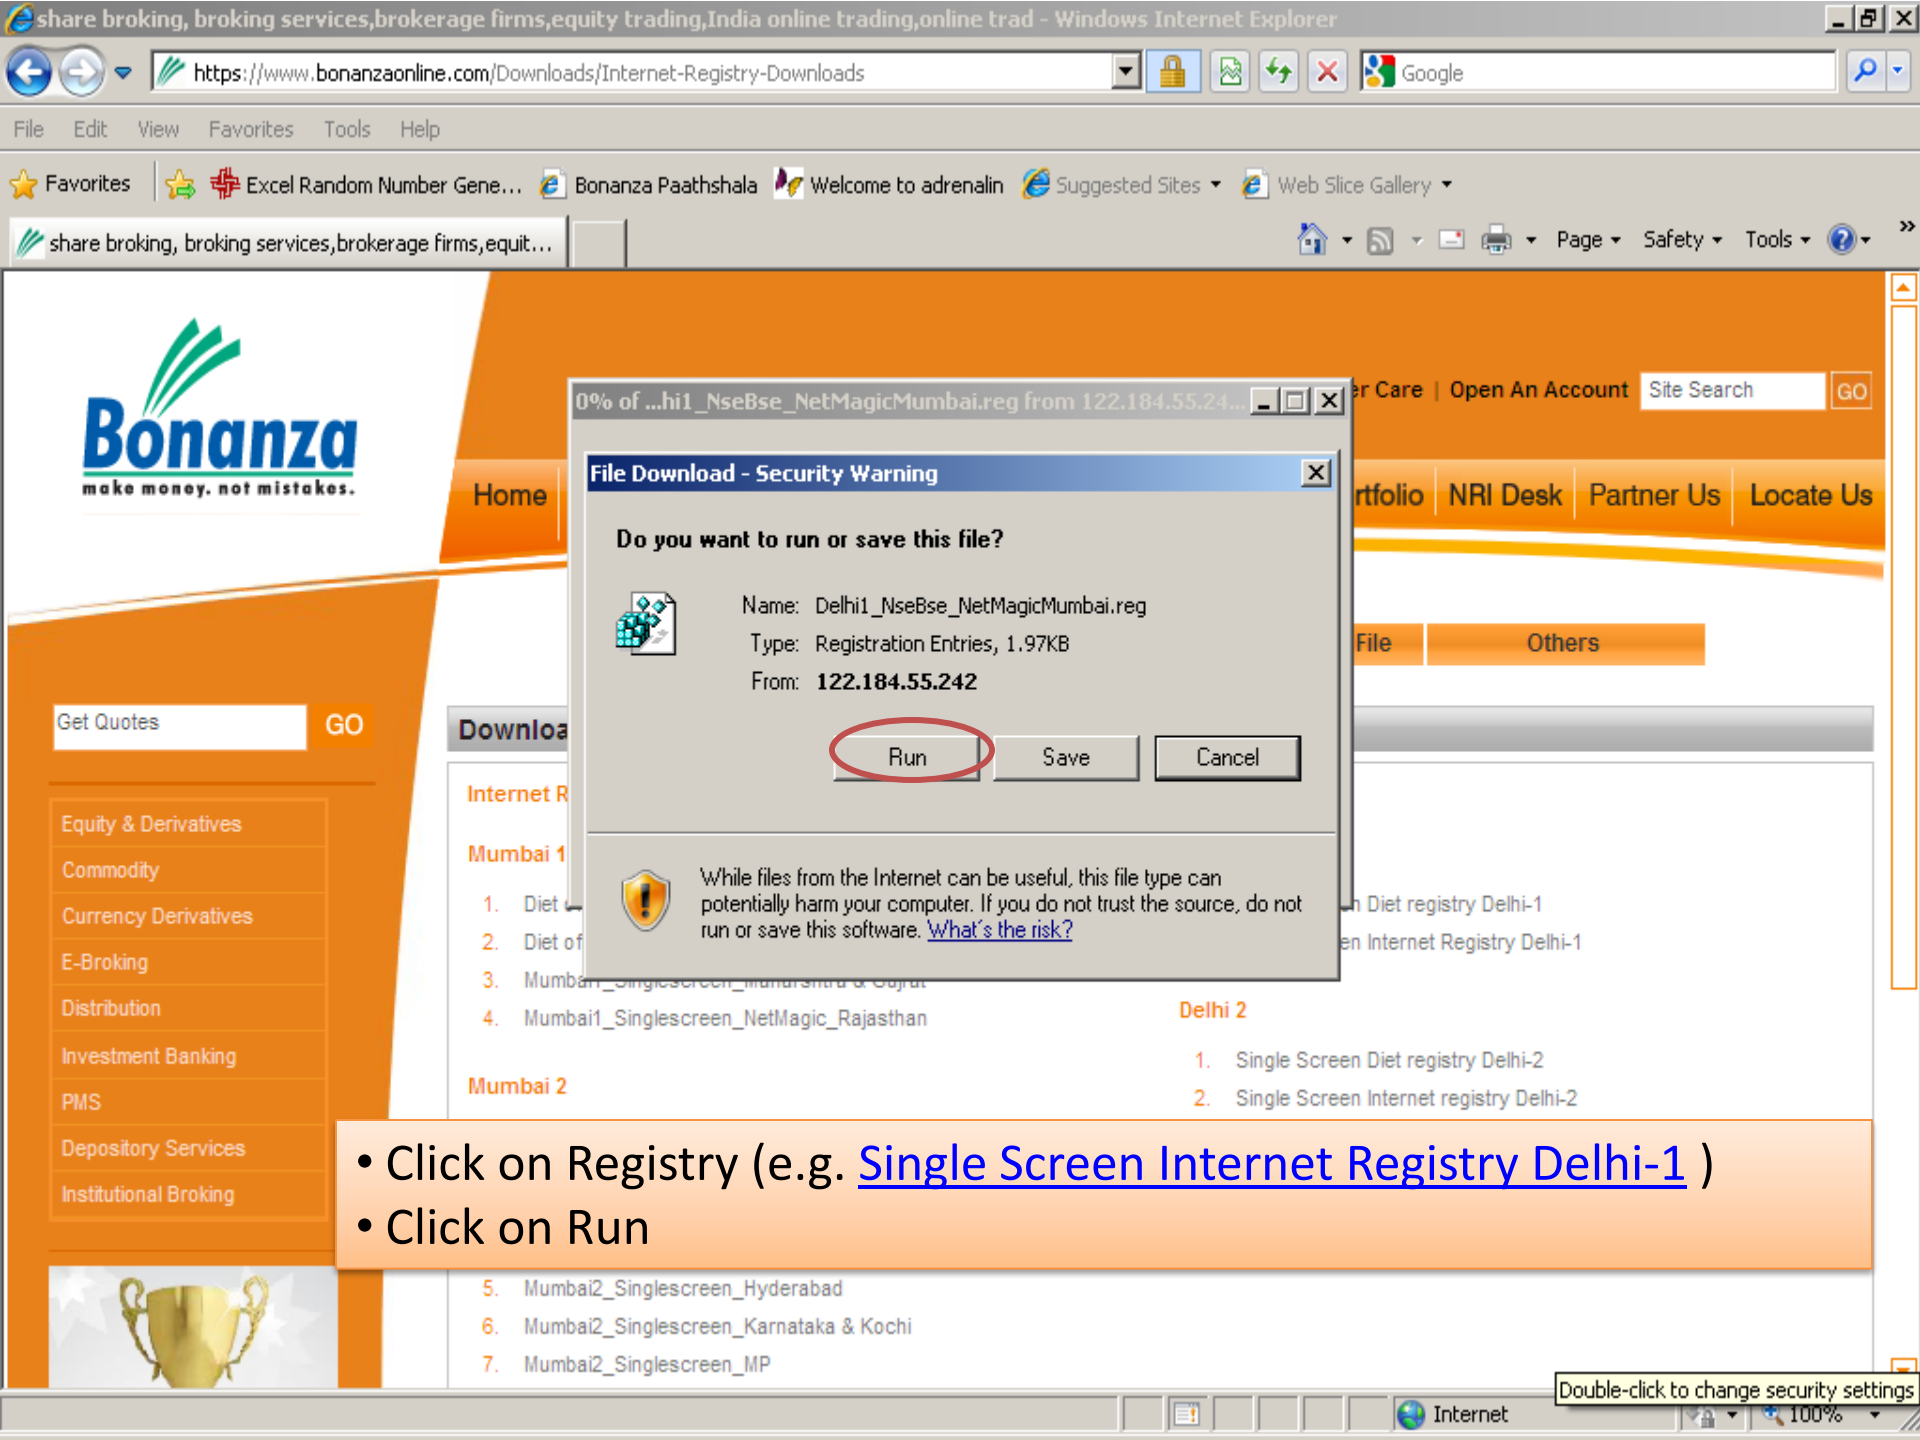 share broking, broking services,brokerage firms,equity trading,India online trading,online trad - Windows Internet Explorer
https://www.bonanzaonline.com/Downloads/Internet-Registry-Downloads
Google
File Edit View Favorites Tools Help
Favorites Excel Random Number Gene... Bonanza Paathshala Welcome to adrenalin Suggested Sites Web Slice Gallery
share broking, broking services,brokerage firms,equit... Page Safety Tools »
Bonanza
make money. not mistakes.
er Care | Open An Account Site Search GO
Home rtfolio NRI Desk Partner Us Locate Us
File Others
0% of ...hi1_NseBse_NetMagicMumbai.reg from 122.184.55.24...
File Download - Security Warning
Do you want to run or save this file?
Name: Delhi1_NseBse_NetMagicMumbai.reg
Type: Registration Entries, 1.97KB
From: 122.184.55.242
Run Save Cancel
While files from the Internet can be useful, this file type can
potentially harm your computer. If you do not trust the source, do not
run or save this software. What's the risk?
Get Quotes GO
Equity & Derivatives
Commodity
Currency Derivatives
E-Broking
Distribution
Investment Banking
PMS
Depository Services
Institutional Broking
Downloa
Internet R
Mumbai 1
1. Diet
2. Diet of
3.
4. Mumbai1_Singlescreen_NetMagic_Rajasthan
Mumbai 2
n Diet registry Delhi-1
en Internet Registry Delhi-1
Delhi 2
1. Single Screen Diet registry Delhi-2
2. Single Screen Internet registry Delhi-2
• Click on Registry (e.g. Single Screen Internet Registry Delhi-1 )
• Click on Run
5. Mumbai2_Singlescreen_Hyderabad
6. Mumbai2_Singlescreen_Karnataka & Kochi
7. Mumbai2_Singlescreen_MP
Double-click to change security settings
Internet 100%